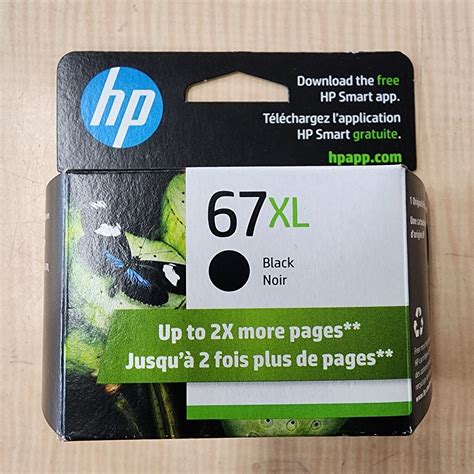 hp
Download the free
HP Smart app.
Téléchargez l'application
HP Smart gratuite.
hpapp.com
67XL
Black
Noir
Up to 2X more pages**
Jusqu'à 2 fois plus de pages**